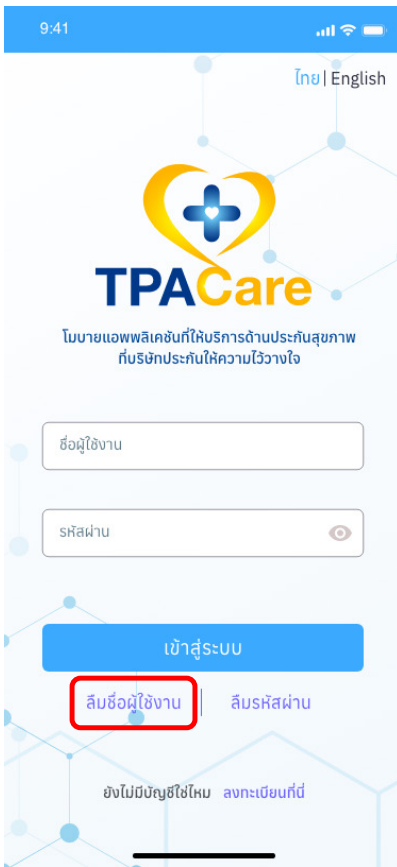 9:41
ไทย | English
TPACare
โมบายแอพพลิเคชันที่ให้บริการด้านประกันสุขภาพ
ที่บริษัทประกันให้ความไว้วางใจ
ชื่อผู้ใช้งาน
รหัสผ่าน
เข้าสู่ระบบ
ลืมชื่อผู้ใช้งาน | ลืมรหัสผ่าน
ยังไม่มีบัญชีใช่ไหม ลงทะเบียนที่นี่